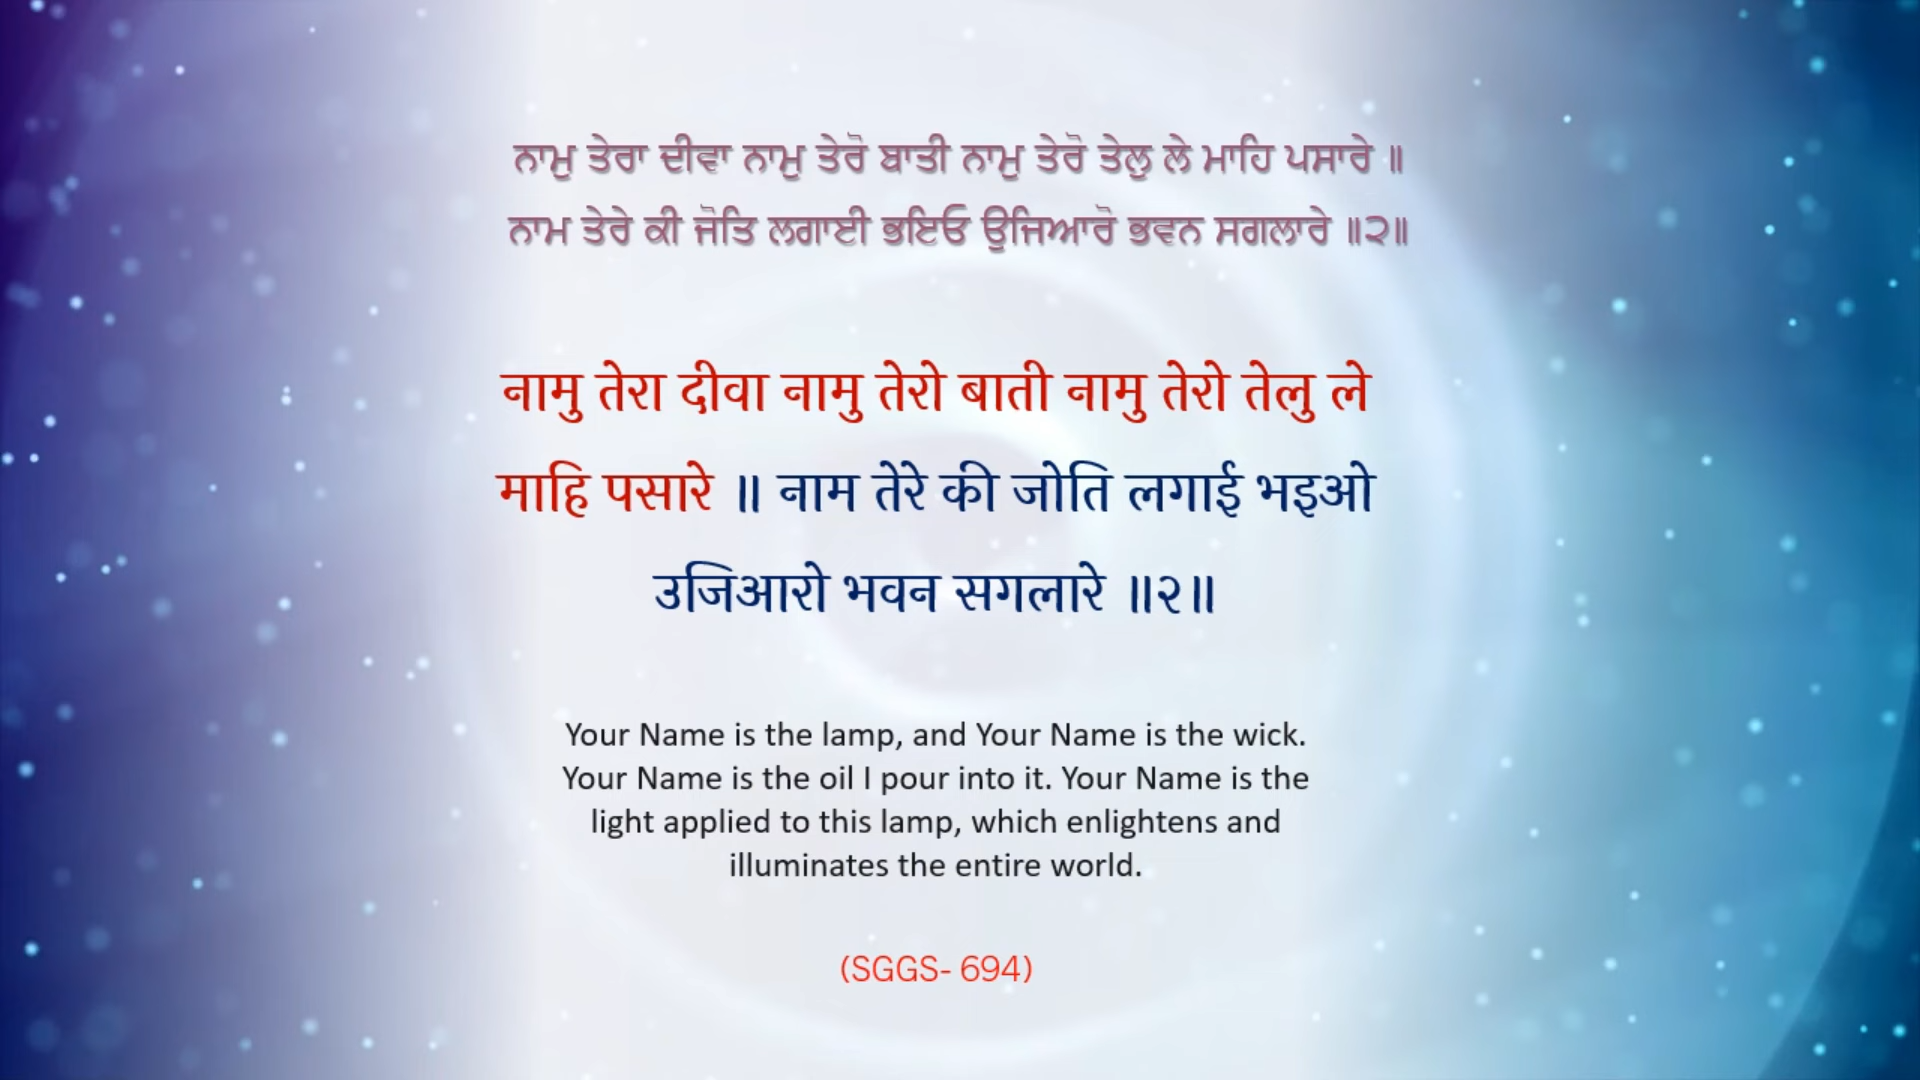 ਨਾਮੁ ਤੇਰਾ ਦੀਵਾ ਨਾਮੁ ਤੇਰੋ ਬਾਤੀ ਨਾਮੁ ਤੇਰੋ ਤੇਲੁ ਲੇ ਮਾਹਿ ਪਸਾਰੇ ॥
ਨਾਮ ਤੇਰੇ ਕੀ ਜੋਤਿ ਲਗਾਈ ਭਇਓ ਉਜਿਆਰੋ ਭਵਨ ਸਗਲਾਰੇ ॥੨॥
नामु तेरा दीवा नामु तेरो बाती नामु तेरो तेलु ले
माहि पसारे ॥ नाम तेरे की जोति लगाई भइओ
उजिआरो भवन सगलारे ॥२॥
Your Name is the lamp, and Your Name is the wick.
Your Name is the oil I pour into it. Your Name is the
light applied to this lamp, which enlightens and
illuminates the entire world.
(SGGS- 694)